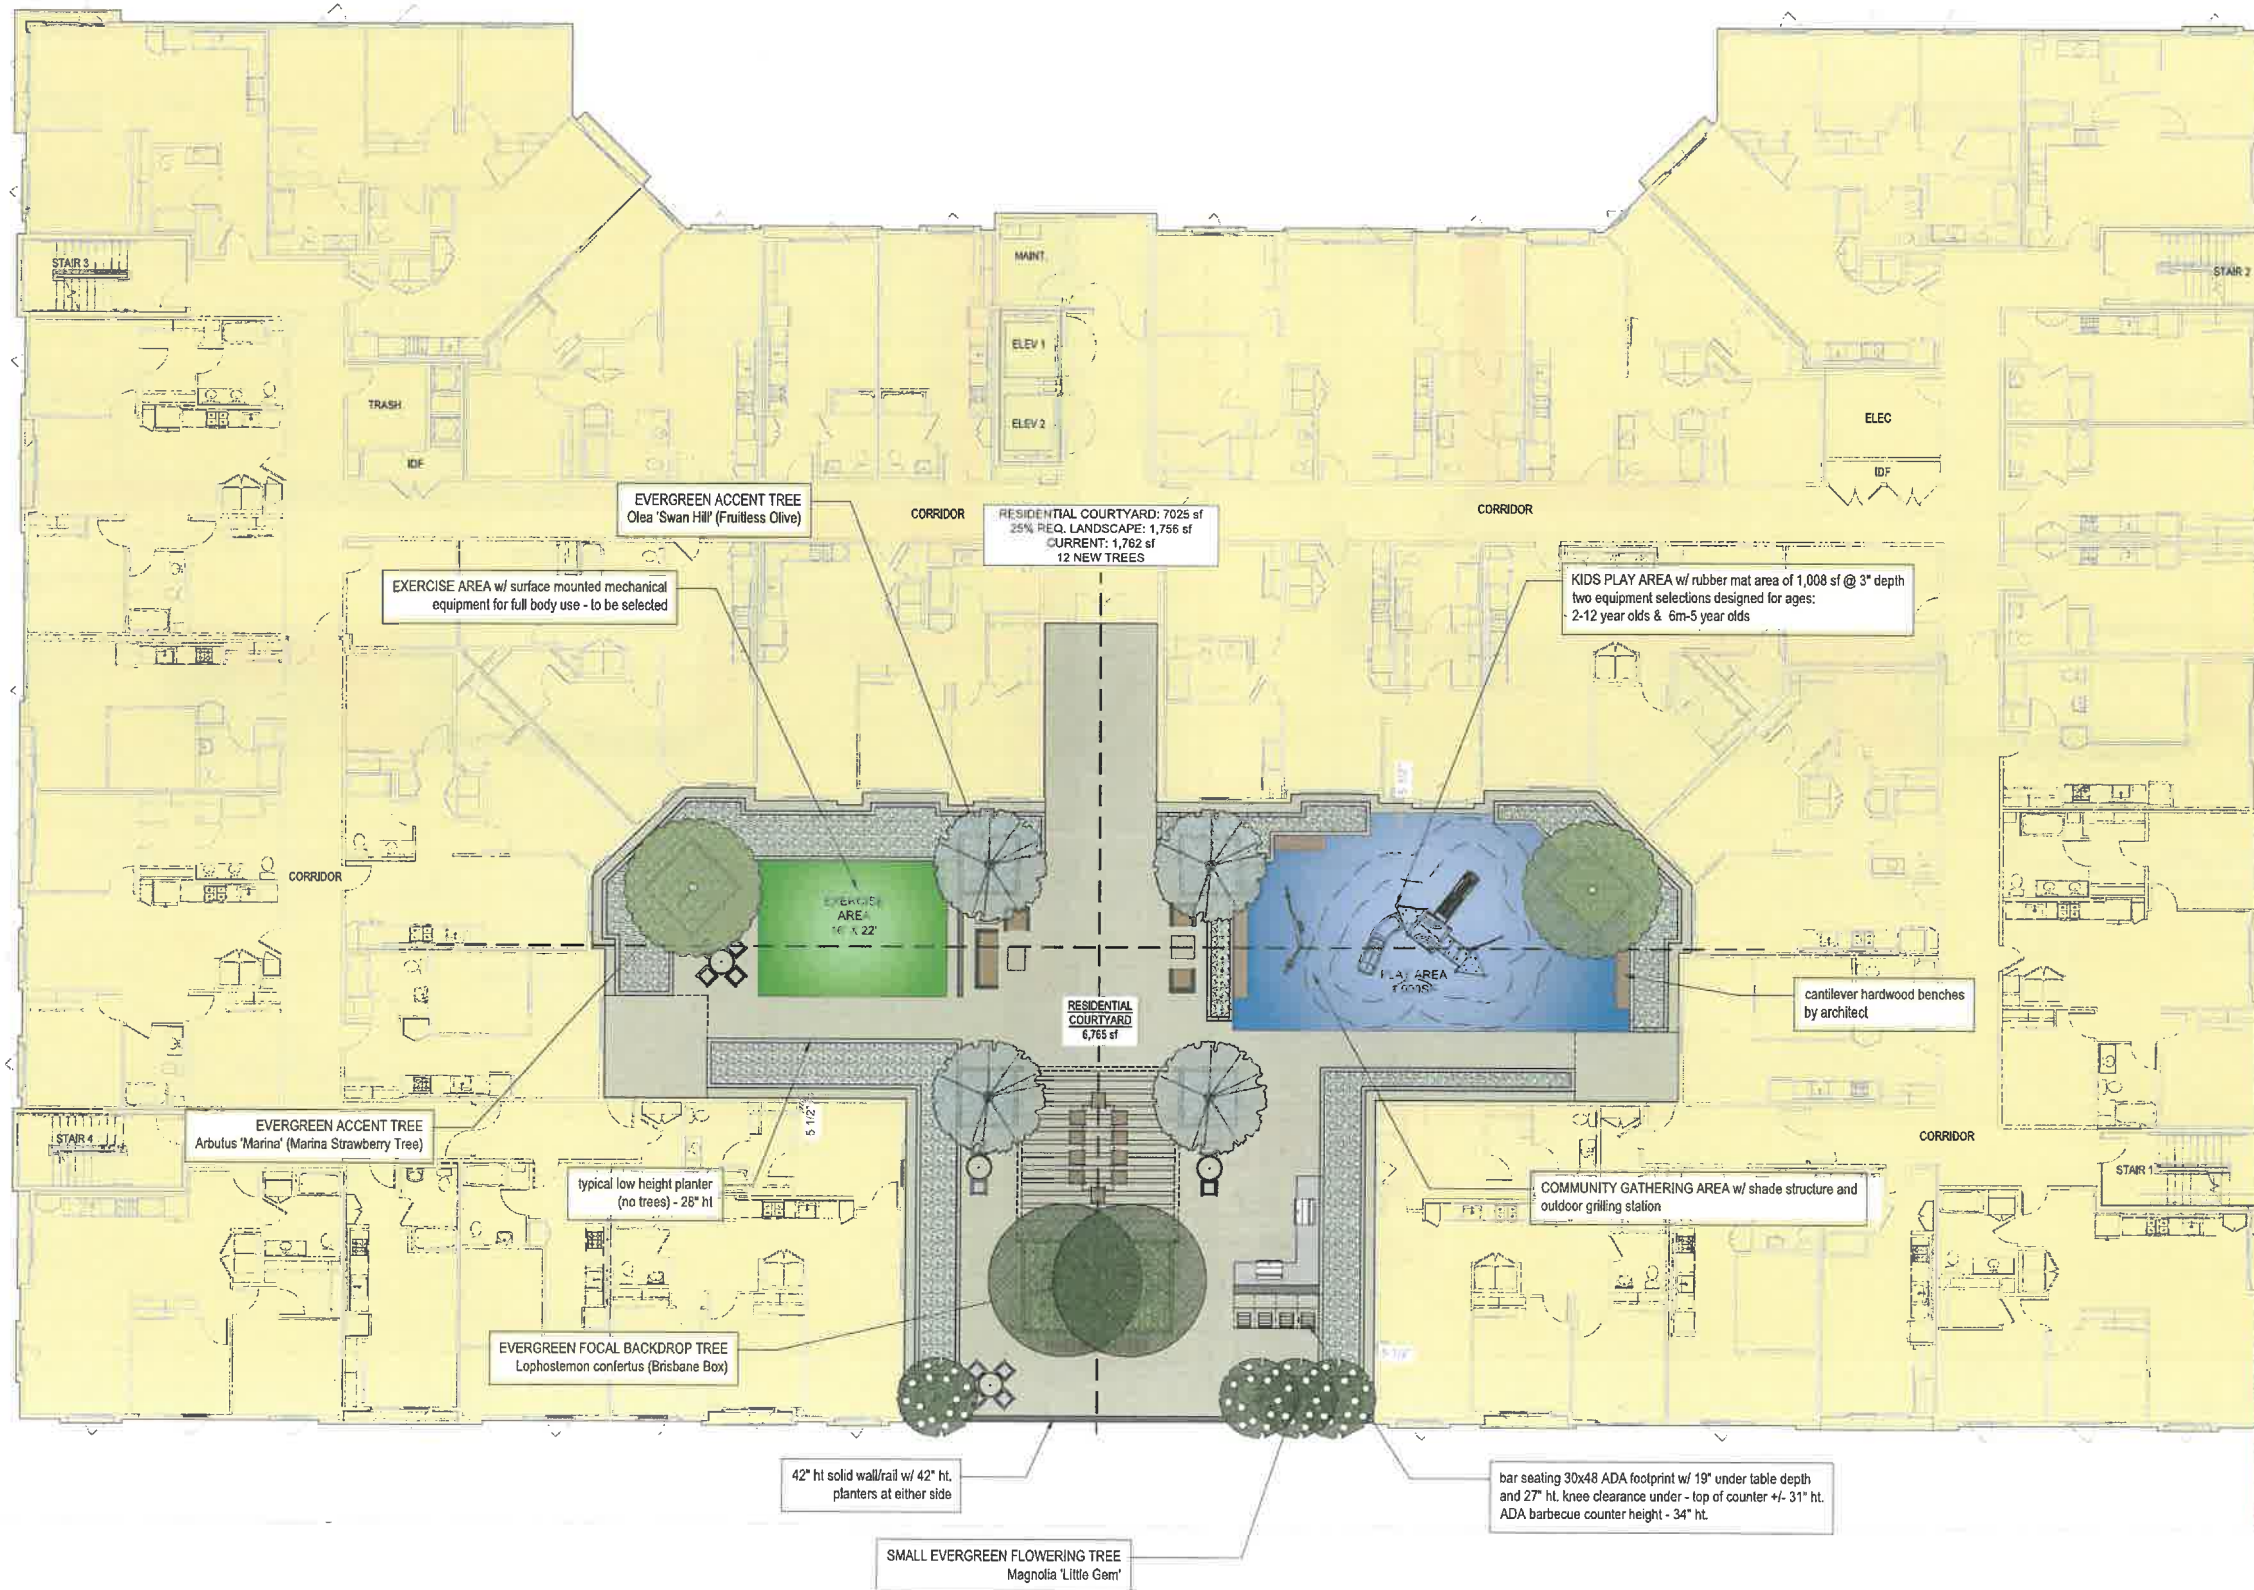 STAIR 3
MAINT.
STAIR 2
ELEV 1
ELEV 2
TRASH
IDF
ELEC
IDF
EVERGREEN ACCENT TREE
Olea 'Swan Hill' (Fruitless Olive)
CORRIDOR
RESIDENTIAL COURTYARD: 7025 sf
25% REQ. LANDSCAPE: 1,756 sf
CURRENT: 1,762 sf
12 NEW TREES
CORRIDOR
EXERCISE AREA w/ surface mounted mechanical
equipment for full body use - to be selected
KIDS PLAY AREA w/ rubber mat area of 1,008 sf @ 3" depth
two equipment selections designed for ages:
2-12 year olds & 6m-5 year olds
5 1/2"
CORRIDOR
EXERCISE
AREA
16' X 22'
PLAY AREA
RESIDENTIAL
COURTYARD
6,765 sf
cantilever hardwood benches
by architect
EVERGREEN ACCENT TREE
Arbutus 'Marina' (Marina Strawberry Tree)
STAIR 4
5 1/2"
CORRIDOR
STAIR 1
typical low height planter
(no trees) - 28" ht
COMMUNITY GATHERING AREA w/ shade structure and
outdoor grilling station
EVERGREEN FOCAL BACKDROP TREE
Lophostemon confertus (Brisbane Box)
42" ht solid wall/rail w/ 42" ht.
planters at either side
bar seating 30x48 ADA footprint w/ 19" under table depth
and 27" ht. knee clearance under - top of counter +/- 31" ht.
ADA barbecue counter height - 34" ht.
SMALL EVERGREEN FLOWERING TREE
Magnolia 'Little Gem'